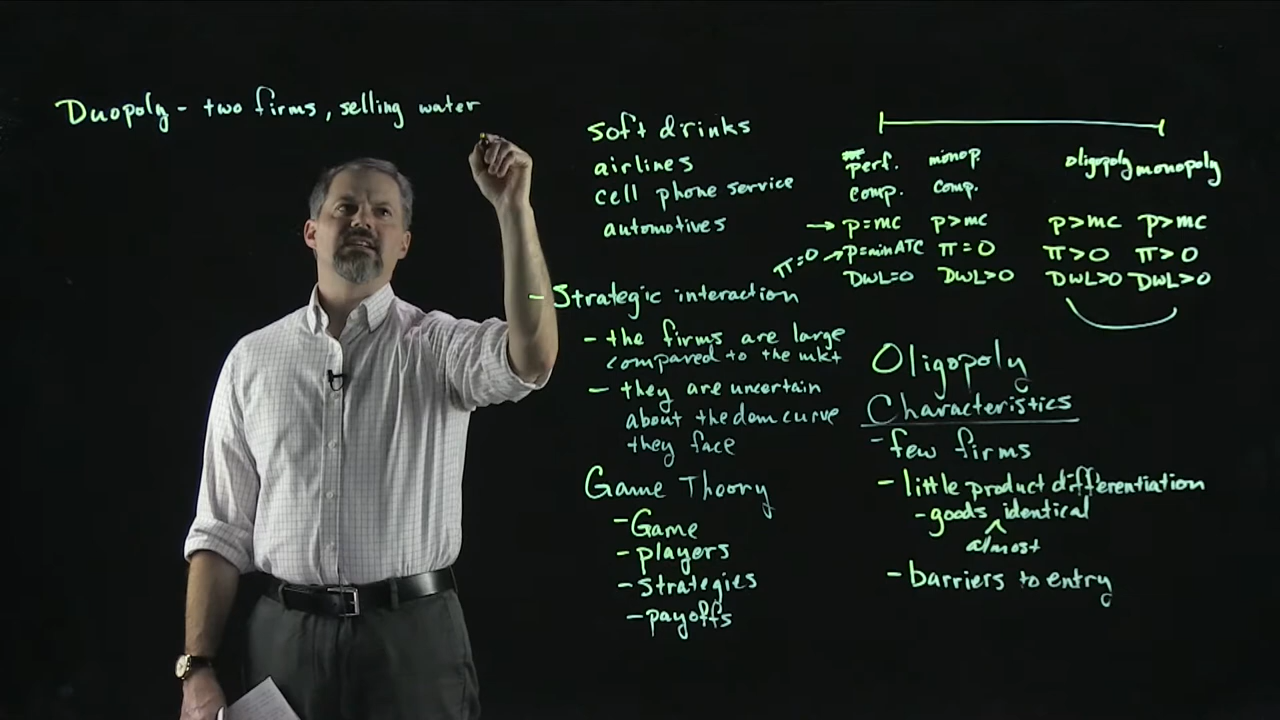 Duopoly - two firms, selling water
soft drinks
airlines
cell phone service
automotives
- Strategic interaction
- the firms are large
compared to the mkt
- they are uncertain
about the dem curve
they face
Game Theory
- Game
- players
- strategies
- payoffs
perf. monop. oligopoly monopoly
comp. comp.
→ p=mc p>mc p>mc p>mc
π=0 → p=minATC π=0 π>0 π>0
DWL=0 DWL>0 DWL>0 DWL>0
Oligopoly
Characteristics
- few firms
- little product differentiation
- goods ^ identical
almost
- barriers to entry